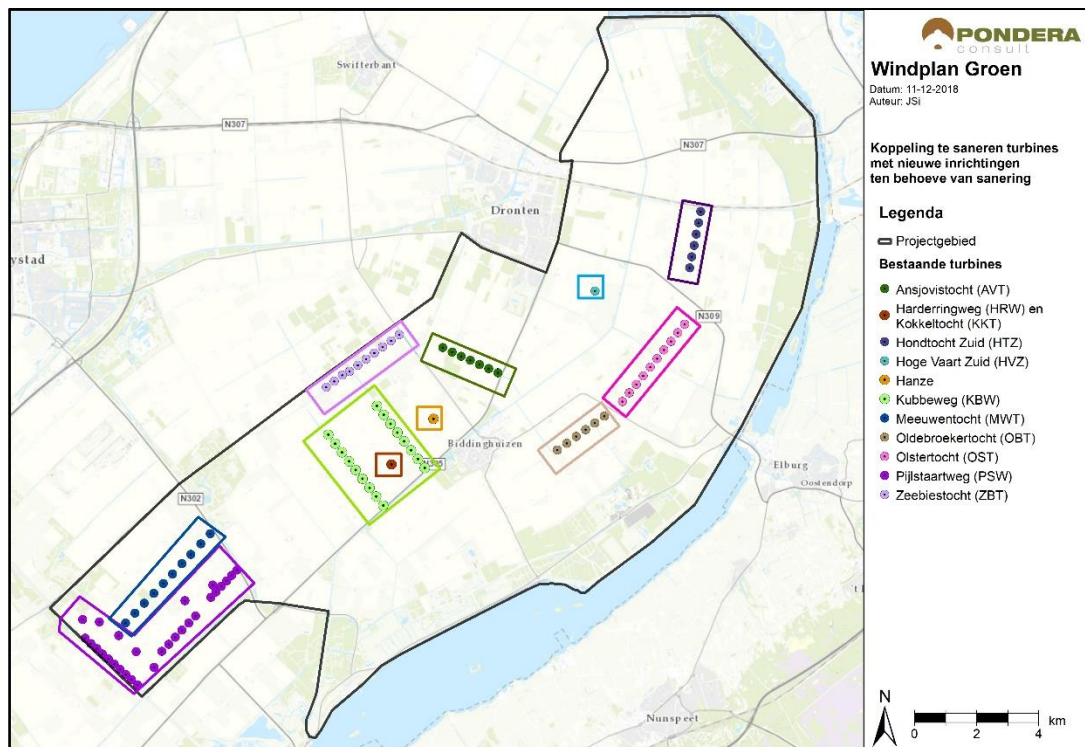 PONDERA
consult
Windplan Groen
Datum: 11-12-2018
Auteur: JSi
Koppeling te saneren turbines
met nieuwe inrichtingen
ten behoeve van sanering
Legenda
Projectgebied
Bestaande turbines
Ansjovistocht (AVT)
Harderringweg (HRW) en
Kokkeltocht (KKT)
Hondtocht Zuid (HTZ)
Hoge Vaart Zuid (HVZ)
Hanze
Kubbeweg (KBW)
Meeuwentocht (MWT)
Oldebroekertocht (OBT)
Olstertocht (OST)
Pijlstaartweg (PSW)
Zeebiestocht (ZBT)
N
0 2 4
km
Swifterbant
N307
N307
Dronten
ystad
N309
Biddinghuizen
N302
Elburg
Oostendorp
Nunspeet